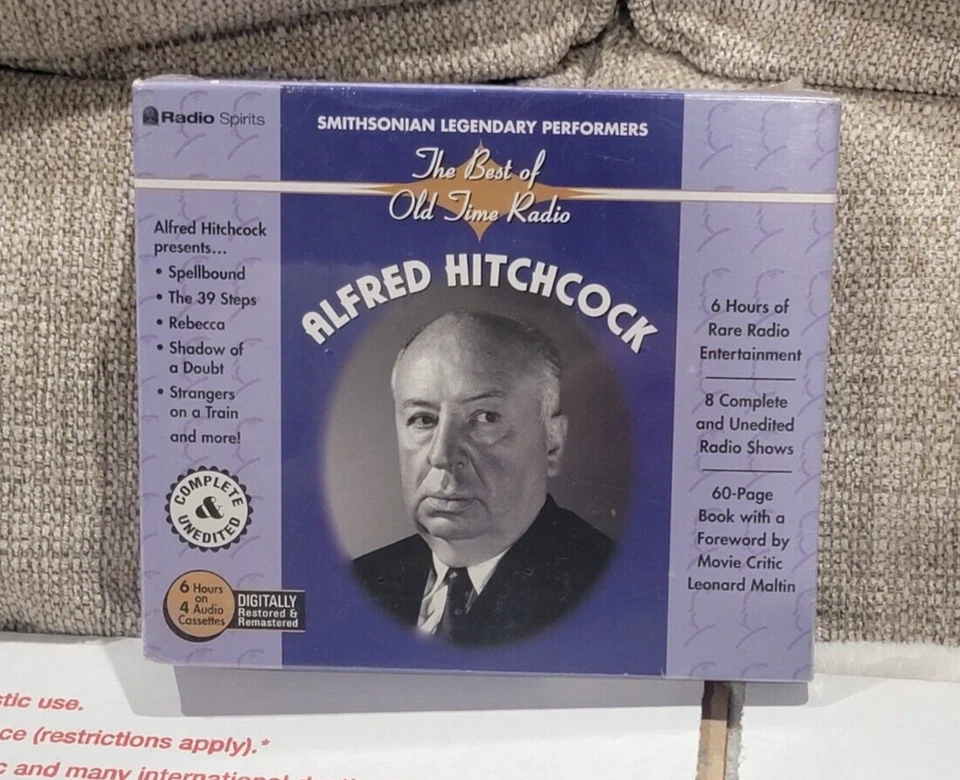 Radio Spirits
SMITHSONIAN LEGENDARY PERFORMERS
The Best of
Old Time Radio
ALFRED HITCHCOCK
Alfred Hitchcock
presents...
• Spellbound
• The 39 Steps
• Rebecca
• Shadow of
a Doubt
• Strangers
on a Train
and more!
COMPLETE
&
UNEDITED
6 Hours
on
4 Audio
Cassettes
DIGITALLY
Restored &
Remastered
6 Hours of
Rare Radio
Entertainment
8 Complete
and Unedited
Radio Shows
60-Page
Book with a
Foreword by
Movie Critic
Leonard Maltin
stic use.
ce (restrictions apply).*
c and many international